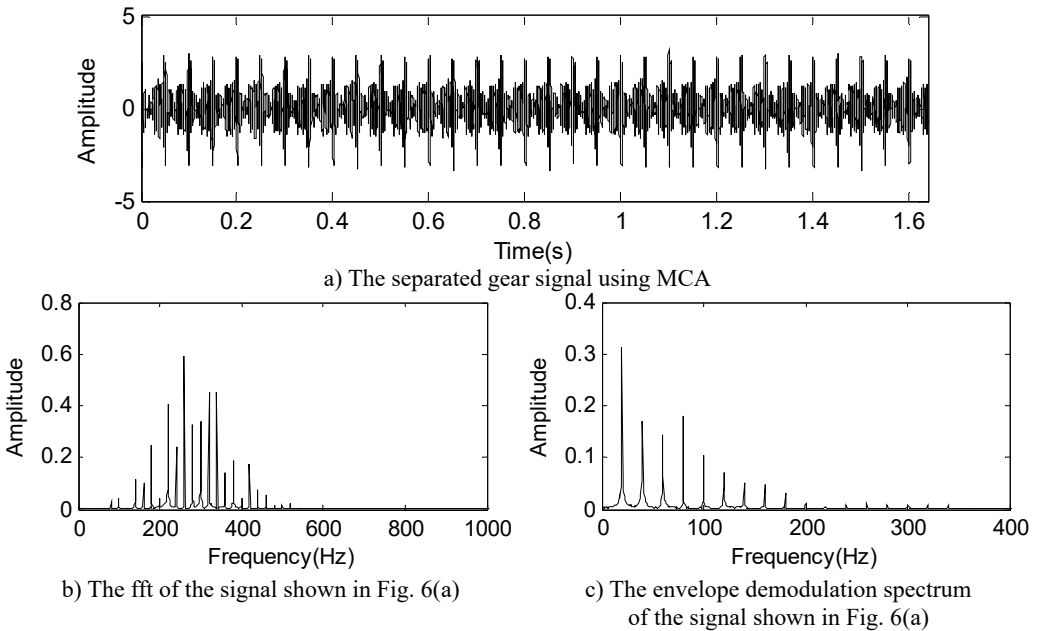 5
0
-5
Amplitude
0 0.2 0.4 0.6 0.8 1 1.2 1.4 1.6
Time(s)
a) The separated gear signal using MCA
0.8
0.6
0.4
0.2
0
Amplitude
0 200 400 600 800 1000
Frequency(Hz)
b) The fft of the signal shown in Fig. 6(a)
0.4
0.3
0.2
0.1
0
Amplitude
0 100 200 300 400
Frequency(Hz)
c) The envelope demodulation spectrum
of the signal shown in Fig. 6(a)